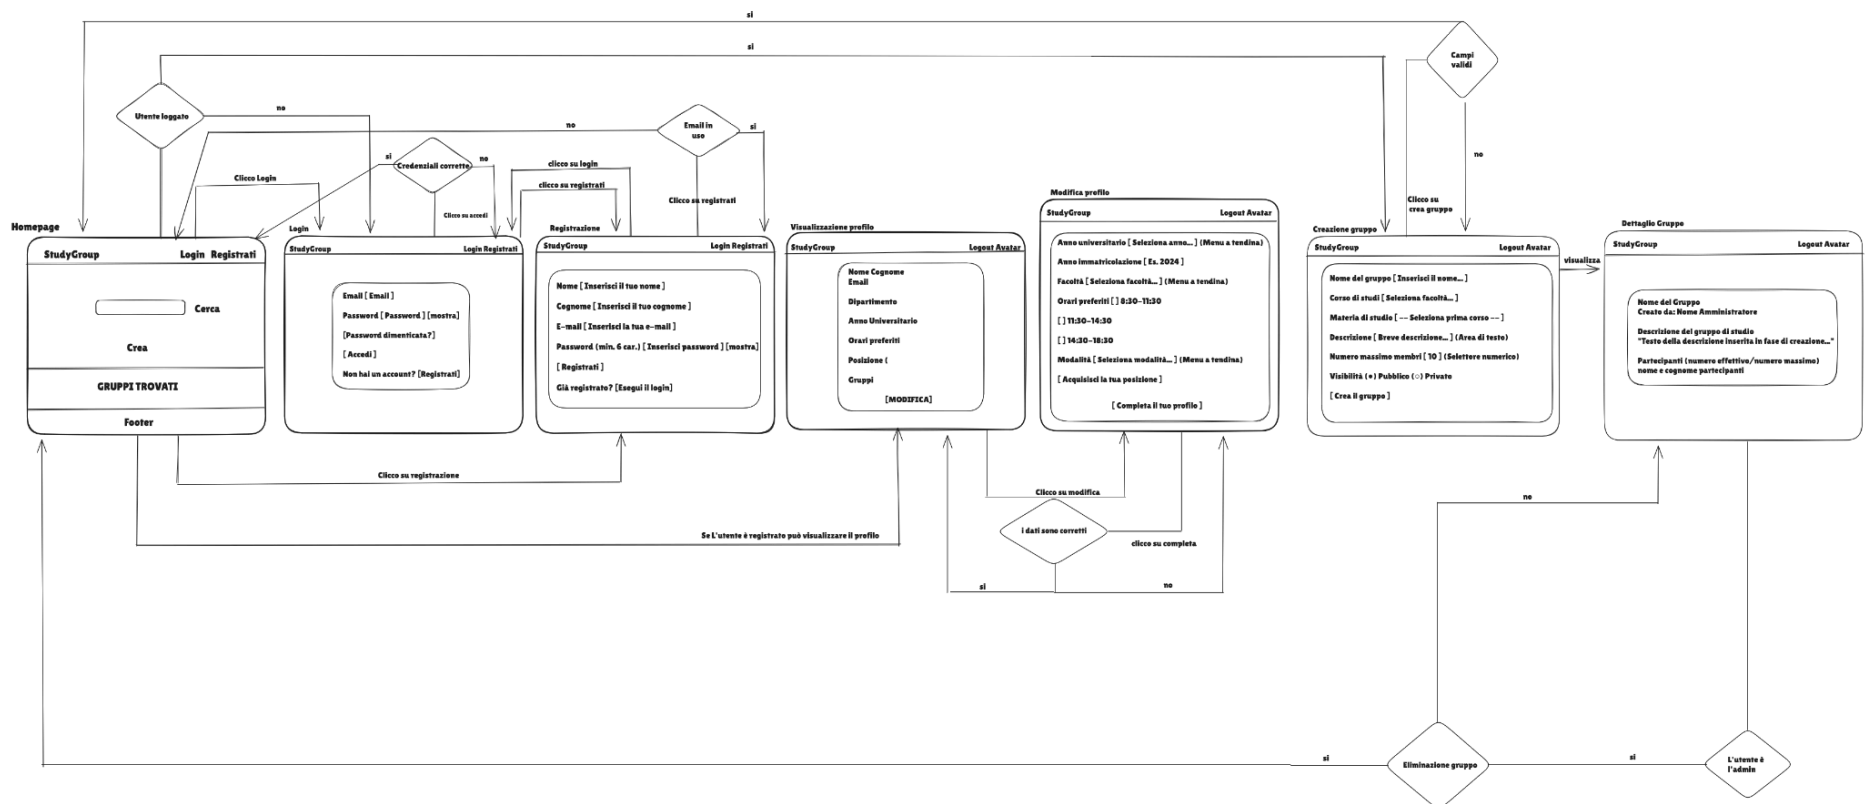 si
si
Campi
validi
Utente loggato
no
no
Email in
uso
si
si
Credenziali corrette
no
clicco su login
no
Clicco Login
clicco su registrati
Clicco su accedi
Clicco su registrati
Clicco su
crea gruppo
Homepage
StudyGroup
Login Registrati
Cerca
Crea
GRUPPI TROVATI
Footer
Login
StudyGroup
Login Registrati
Email [ Email ]
Password [ Password ] [mostra]
[Password dimenticata?]
[ Accedi ]
Non hai un account? [Registrati]
Registrazione
StudyGroup
Login Registrati
Nome [ Inserisci il tuo nome ]
Cognome [ Inserisci il tuo cognome ]
E-mail [ Inserisci la tua e-mail ]
Password (min. 6 car.) [ Inserisci password ] [mostra]
[ Registrati ]
Già registrato? [Esegui il login]
Visualizzazione profilo
StudyGroup
Logout Avatar
Nome Cognome
Email
Dipartimento
Anno Universitario
Orari preferiti
Posizione (
Gruppi
[MODIFICA]
Modifica profilo
StudyGroup
Logout Avatar
Anno universitario [ Seleziona anno... ] (Menu a tendina)
Anno immatricolazione [ Es. 2024 ]
Facoltà [ Seleziona facoltà... ] (Menu a tendina)
Orari preferiti [ ] 8:30-11:30
[ ] 11:30-14:30
[ ] 14:30-18:30
Modalità [ Seleziona modalità... ] (Menu a tendina)
[ Acquisisci la tua posizione ]
[ Completa il tuo profilo ]
Creazione gruppo
StudyGroup
Logout Avatar
Nome del gruppo [ Inserisci il nome... ]
Corso di studi [ Seleziona facoltà... ]
Materia di studio [ -- Seleziona prima corso -- ]
Descrizione [ Breve descrizione... ] (Area di testo)
Numero massimo membri [ 10 ] (Selettore numerico)
Visibilità (●) Pubblico (○) Privato
[ Crea il gruppo ]
visualizza
Dettaglio Gruppo
StudyGroup
Logout Avatar
Nome del Gruppo
Creato da: Nome Amministratore
Descrizione del gruppo di studio
"Testo della descrizione inserita in fase di creazione..."
Partecipanti (numero effettivo/numero massimo)
nome e cognome partecipanti
Clicco su registrazione
Clicco su modifica
no
Se L'utente è registrato può visualizzare il profilo
i dati sono corretti
clicco su completa
si
no
si
Eliminazione gruppo
si
L'utente è
l'admin